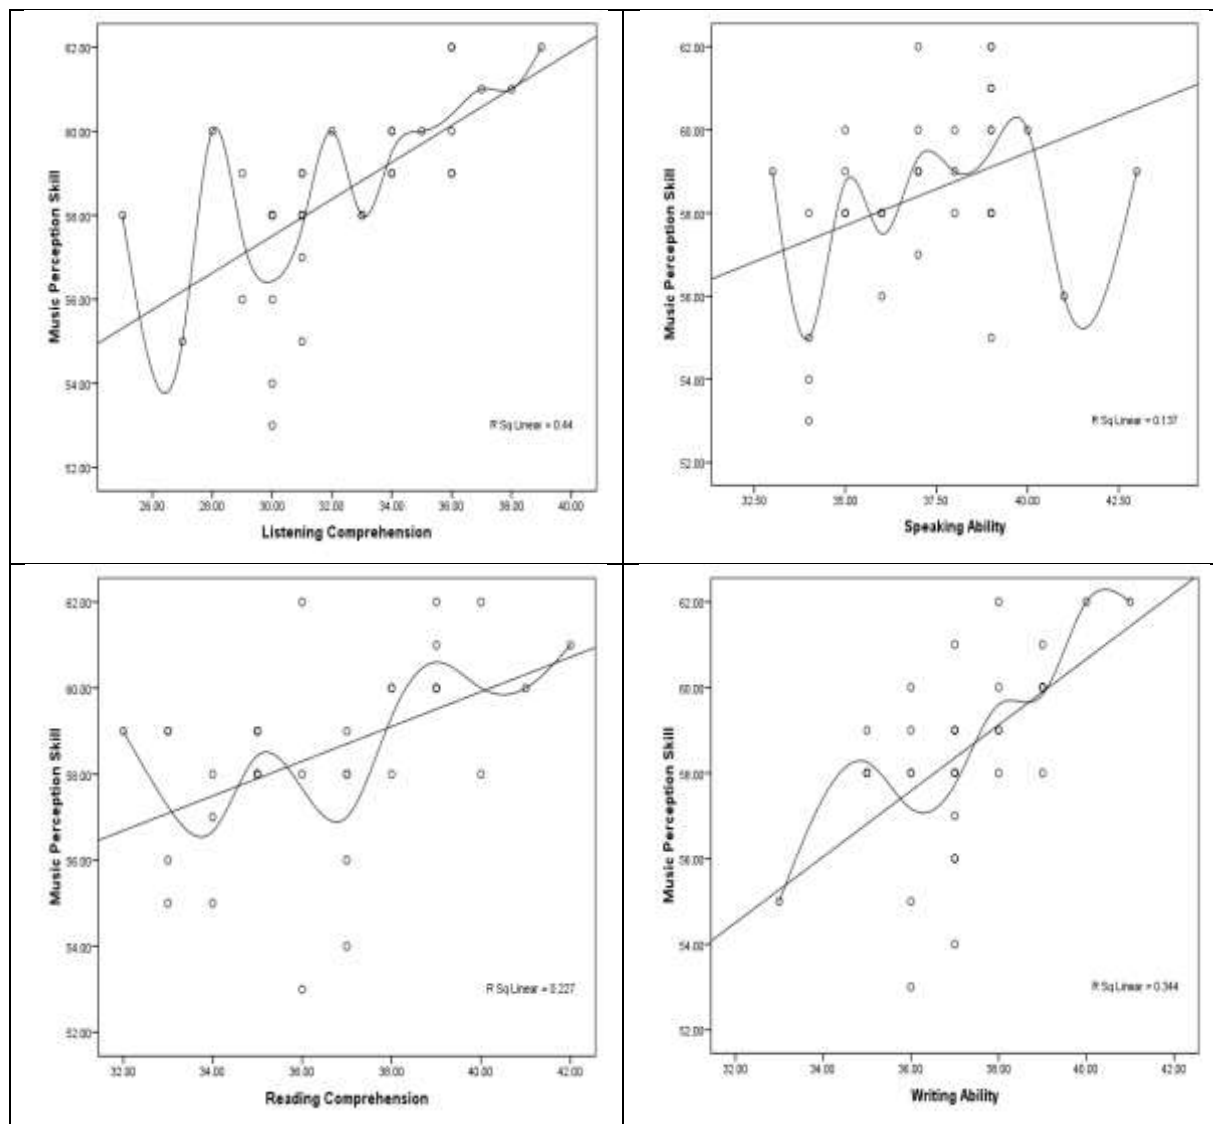 Music Perception Skill
62.00
60.00
58.00
56.00
54.00
52.00
R Sq Linear = 0.44
26.00 28.00 30.00 32.00 34.00 36.00 38.00 40.00
Listening Comprehension
Music Perception Skill
62.00
60.00
58.00
56.00
54.00
52.00
R Sq Linear = 0.137
32.50 35.00 37.50 40.00 42.50
Speaking Ability
Music Perception Skill
62.00
60.00
58.00
56.00
54.00
52.00
R Sq Linear = 0.227
32.00 34.00 36.00 38.00 40.00 42.00
Reading Comprehension
Music Perception Skill
62.00
60.00
58.00
56.00
54.00
52.00
R Sq Linear = 0.344
32.00 34.00 36.00 38.00 40.00 42.00
Writing Ability